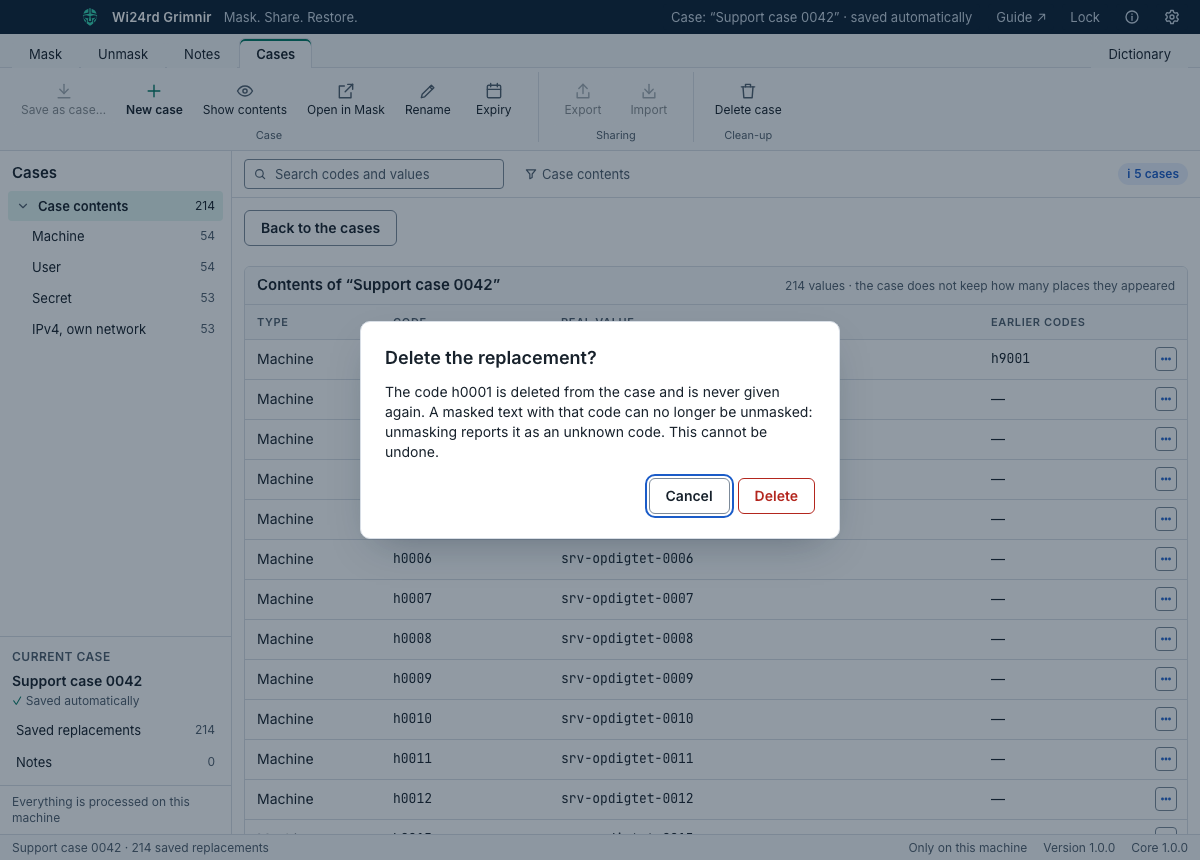 Wi24rd Grimnir Mask. Share. Restore. Case: “Support case 0042” · saved automatically Guide ↗ Lock
Mask Unmask Notes Cases Dictionary
Save as case... New case Show contents Open in Mask Rename Expiry Export Import Delete case
Case Sharing Clean-up
Cases
Search codes and values Case contents i 5 cases
Case contents 214
Machine 54
User 54
Secret 53
IPv4, own network 53
Back to the cases
Contents of “Support case 0042” 214 values · the case does not keep how many places they appeared
TYPE CODE REAL VALUE EARLIER CODES
Machine h9001
Machine —
Machine —
Machine —
Machine —
Delete the replacement?
The code h0001 is deleted from the case and is never given
again. A masked text with that code can no longer be unmasked:
unmasking reports it as an unknown code. This cannot be
undone.
Cancel Delete
Machine h0006 srv-opdigtet-0006 —
Machine h0007 srv-opdigtet-0007 —
Machine h0008 srv-opdigtet-0008 —
Machine h0009 srv-opdigtet-0009 —
Machine h0010 srv-opdigtet-0010 —
Machine h0011 srv-opdigtet-0011 —
Machine h0012 srv-opdigtet-0012 —
CURRENT CASE
Support case 0042
✓ Saved automatically
Saved replacements 214
Notes 0
Everything is processed on this
machine
Support case 0042 · 214 saved replacements Only on this machine Version 1.0.0 Core 1.0.0